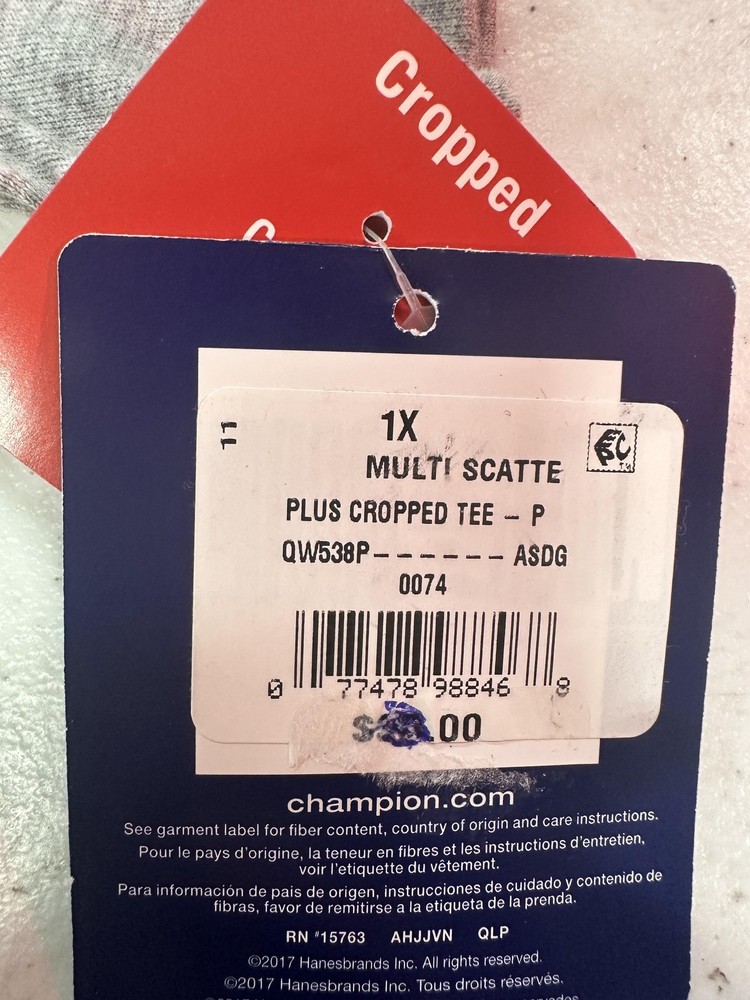 Cropped
C
11
1X
EPC
TM
MULTI SCATTE
PLUS CROPPED TEE - P
QW538P------ ASDG
0074
0 77478 98846 8
.00
champion.com
See garment label for fiber content, country of origin and care instructions.
Pour le pays d'origine, la teneur en fibres et les instructions d'entretien,
voir l'etiquette du vêtement.
Para información de pais de origen, instrucciones de cuidado y contenido de
fibras, favor de remitirse a la etiqueta de la prenda.
RN #15763 AHJJVN QLP
©2017 Hanesbrands Inc. All rights reserved.
©2017 Hanesbrands Inc. Tous droits réservés.